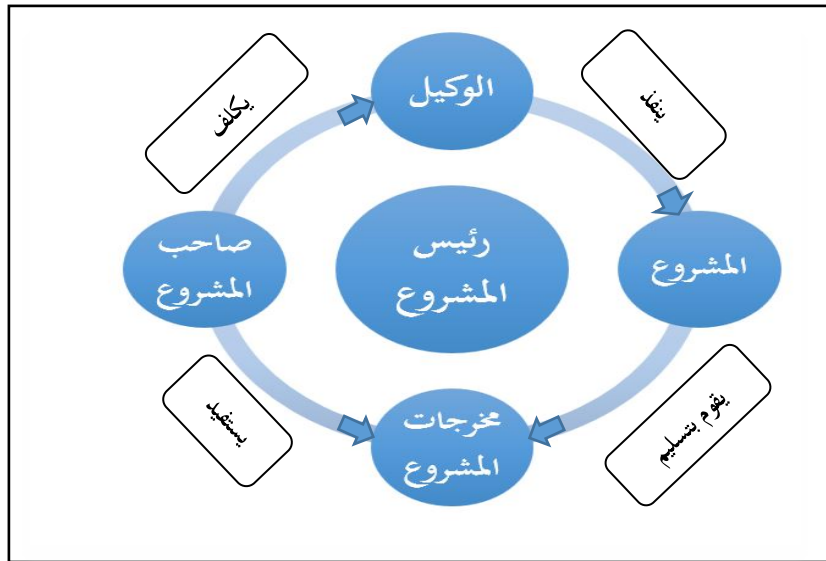 الوكيل
ينفذ
يكلف
المشروع
رئيس
المشروع
صاحب
المشروع
يقوم بتسليم
مخرجات
المشروع
يستفيد